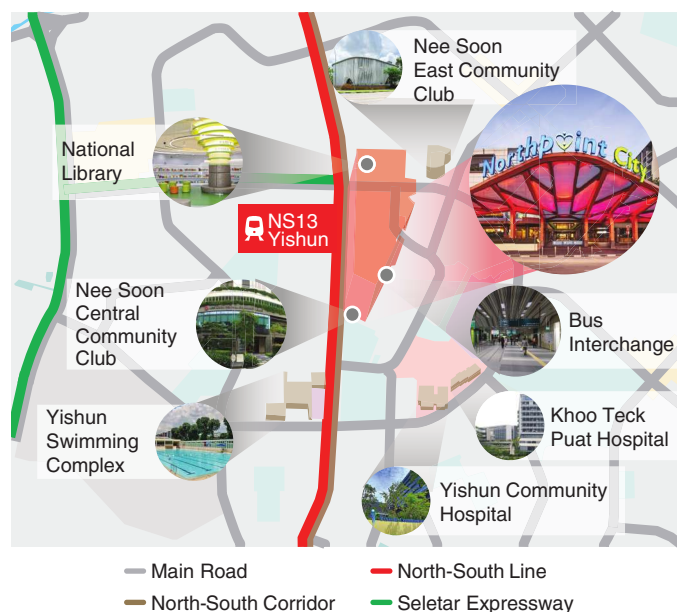 Nee Soon
East Community
Club
Northpoint City
National
Library
NS13
Yishun
Nee Soon
Central
Community
Club
Bus
Interchange
Yishun
Swimming
Complex
Khoo Teck
Puat Hospital
Yishun Community
Hospital
Main Road
North-South Line
North-South Corridor
Seletar Expressway